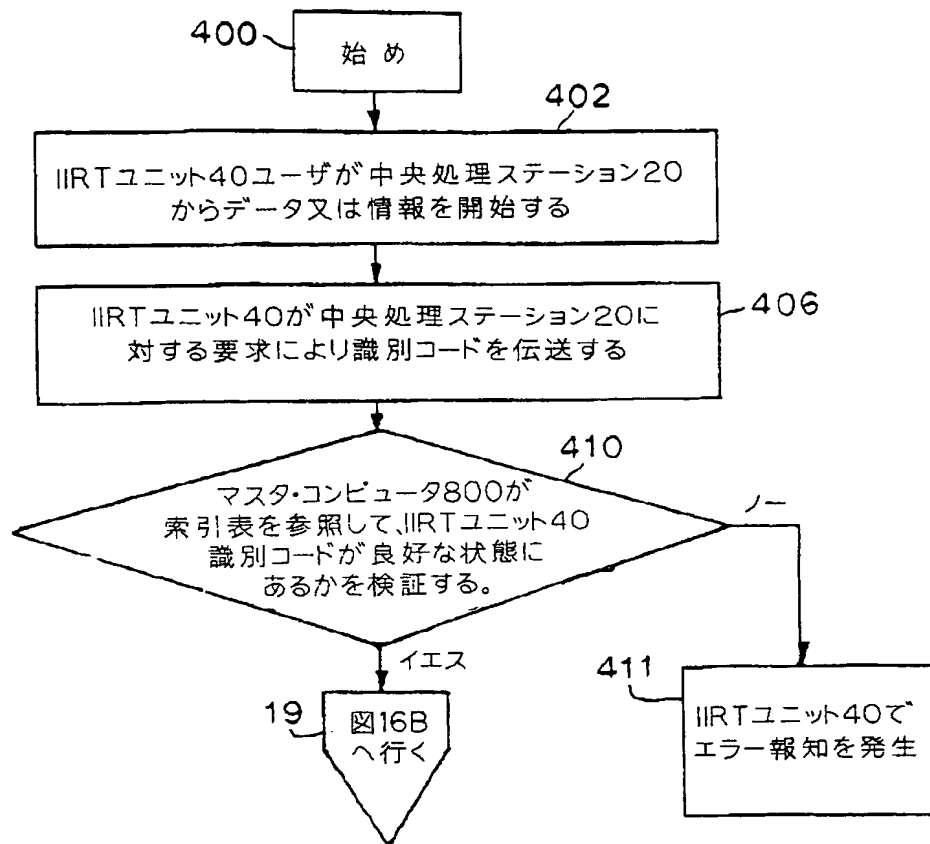 400
始め
402
IIRTユニット40ユーザが中央処理ステーション20
からデータ又は情報を開始する
IIRTユニット40が中央処理ステーション20に
対する要求により識別コードを伝送する
406
410
マスタ・コンピュータ800が
索引表を参照して、IIRTユニット40
識別コードが良好な状態に
あるかを検証する。
ノー
イエス
19
図16B
へ行く
411
IIRTユニット40で
エラー報知を発生